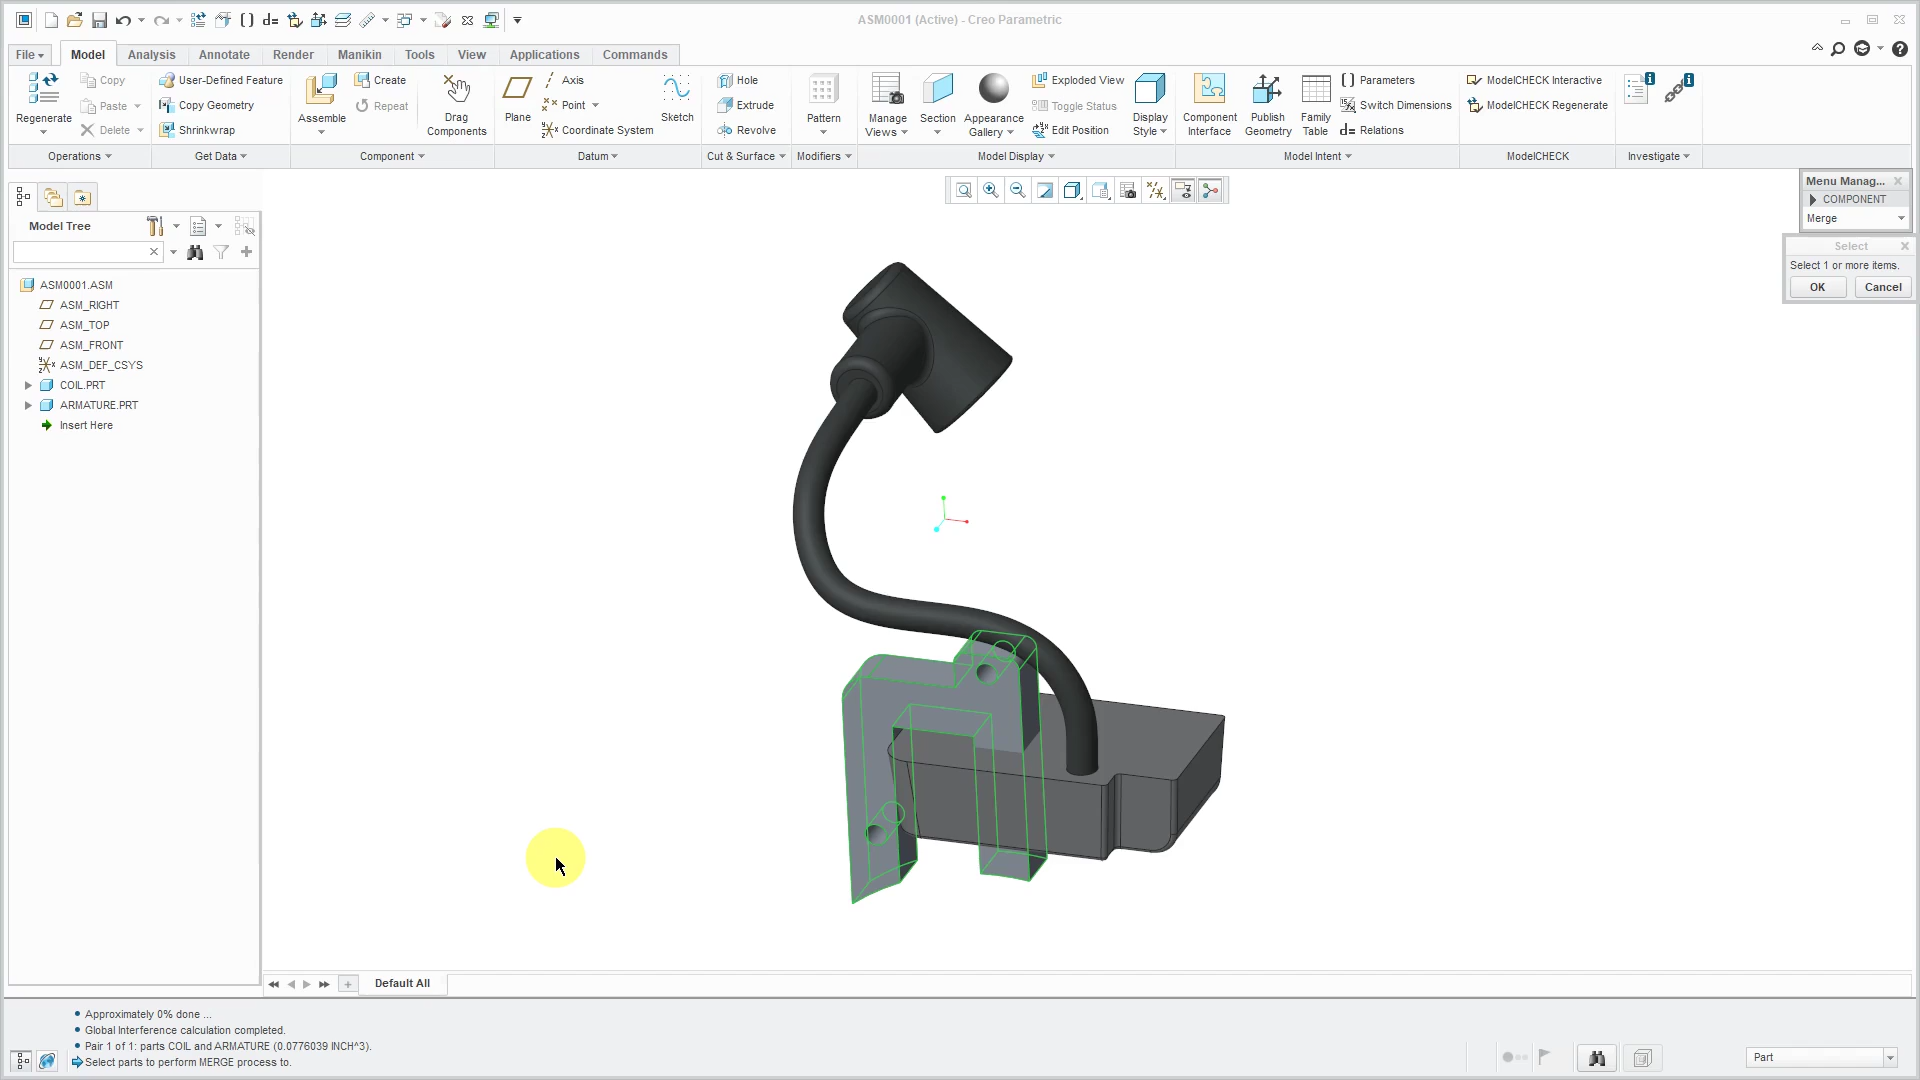 ASM0001 (Active) - Creo Parametric
File Model Analysis Annotate Render Manikin Tools View Applications Commands
Regenerate
Copy
Paste
Delete
Operations
User-Defined Feature
Copy Geometry
Shrinkwrap
Get Data
Assemble
Create
Repeat
Drag
Components
Component
Plane
Axis
Point
Coordinate System
Sketch
Datum
Hole
Extrude
Revolve
Cut & Surface
Pattern
Modifiers
Manage
Views
Section
Appearance
Gallery
Exploded View
Toggle Status
Edit Position
Display
Style
Model Display
Component
Interface
Publish
Geometry
Family
Table
Parameters
Switch Dimensions
d= Relations
Model Intent
ModelCHECK Interactive
ModelCHECK Regenerate
ModelCHECK
Investigate
Menu Manag...
COMPONENT
Merge
Select
Select 1 or more items.
OK Cancel
Model Tree
ASM0001.ASM
ASM_RIGHT
ASM_TOP
ASM_FRONT
ASM_DEF_CSYS
COIL.PRT
ARMATURE.PRT
Insert Here
Default All
Approximately 0% done ...
Global Interference calculation completed.
Pair 1 of 1: parts COIL and ARMATURE (0.0776039 INCH^3).
Select parts to perform MERGE process to.
Part